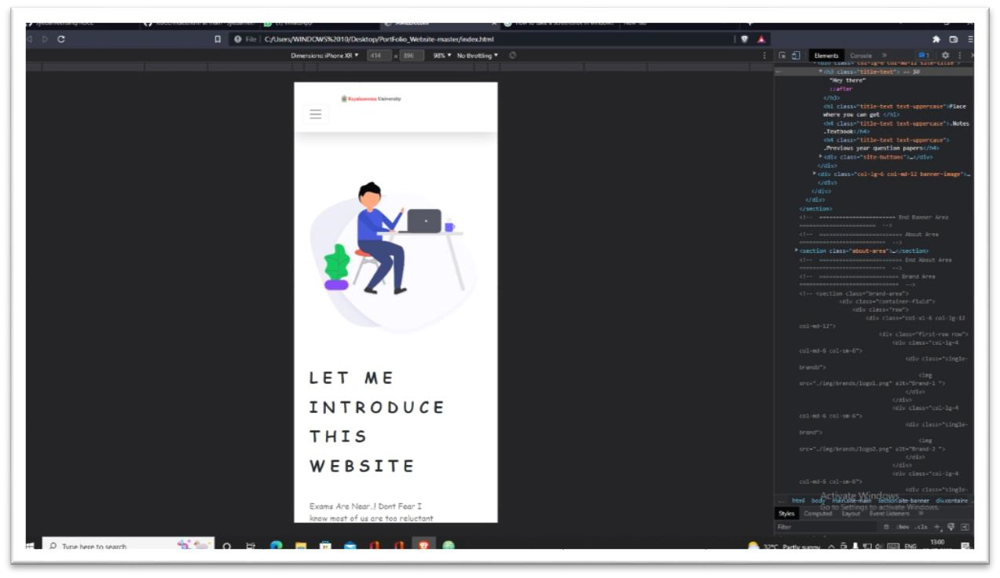 File C:/Users/WINDOWS%2010/Desktop/PortFolio_Website-master/index.html
Dimensions: iPhone XR 414 × 896 98% No throttling
Elements Console » 1
<div class="col-lg-6 col-md-12 site-title">
<h3 class="title-text"> == $0
"Hey there"
::after
</h3>
<h1 class="title-text text-uppercase">Place
where you can get </h1>
<h4 class="title-text text-uppercase">.Notes
.Textbook</h4>
<h4 class="title-text text-uppercase">
.Previous year question papers</h4>
<div class="site-buttons">…</div>
</div>
<div class="col-lg-6 col-md-12 banner-image">…
</div>
</div>
</div>
</section>
<!-- ======================= End Banner Area
======================= -->
<!-- ========================= About Area
========================== -->
<section class="about-area">…</section>
<!-- ======================= End About Area
========================== -->
<!-- ======================= Brand Area
============================== -->
<!-- <section class="brand-area">
<div class="container-fluid">
<div class="row">
<div class="col-xl-6 col-lg-12
col-md-12">
<div class="first-row row">
<div class="col-lg-4
col-md-6 col-sm-6">
<div class="single-
brandb">
<img
src="./img/brands/logo1.png" alt="Brand-1 ">
</div>
</div>
<div class="col-lg-4
col-md-6 col-sm-6">
<div class="single-
brand">
<img
src="./img/brands/logo2.png" alt="Brand-2 ">
</div>
</div>
<div class="col-lg-4
col-md-6 col-sm-6">
<div class="single-
... html body main.site-main section.site-banner div.containe
Activate Windows
Go to Settings to activate Windows.
Styles Computed Layout Event Listeners »
Filter :hov .cls +
Rayalaseema University
LET ME
INTRODUCE
THIS
WEBSITE
Exams Are Near..! Dont Fear I
know most of us are too reluctant
Type here to search
32°C Partly sunny ENG 13:00